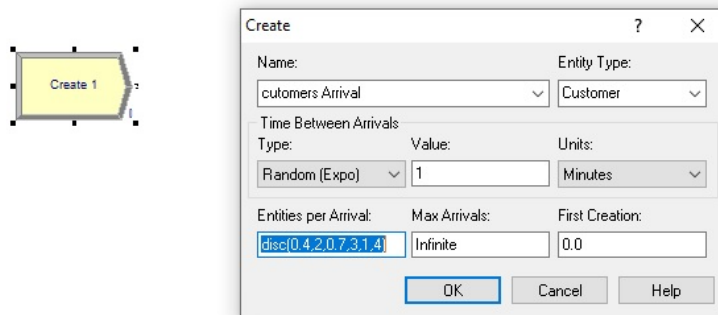 Create 1
Create ? X
Name: Entity Type:
cutomers Arrival Customer
Time Between Arrivals
Type: Value: Units:
Random (Expo) 1 Minutes
Entities per Arrival: Max Arrivals: First Creation:
disc(0.4,2,0.7,3,1,4) Infinite 0.0
OK Cancel Help